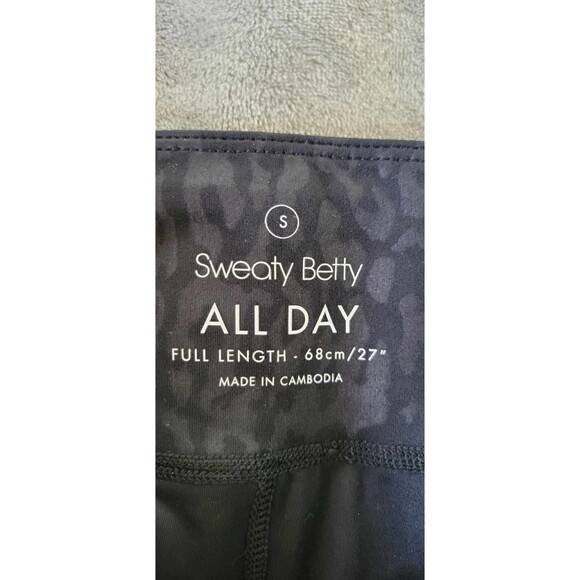 S
Sweaty Betty
ALL DAY
FULL LENGTH - 68cm/27"
MADE IN CAMBODIA